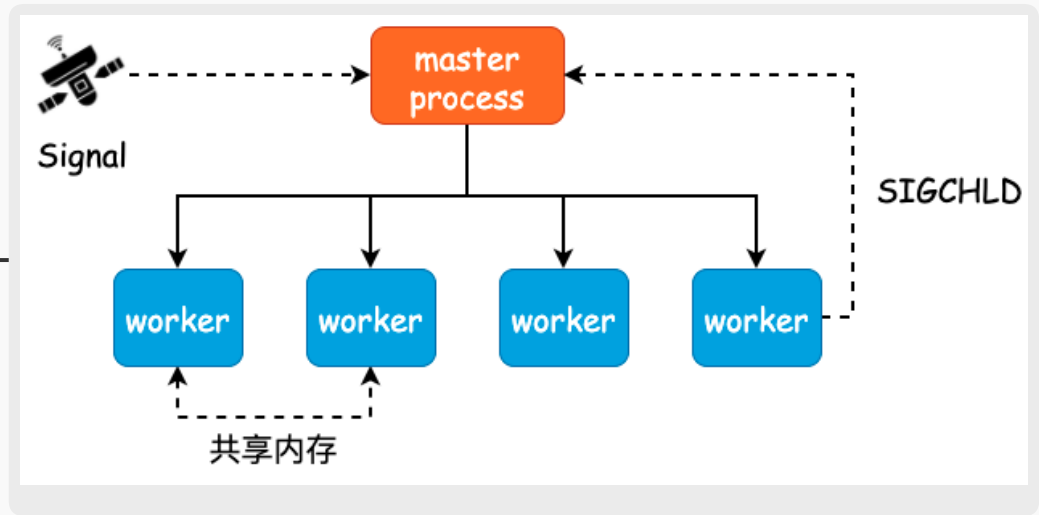 master
process
Signal
SIGCHLD
worker
worker
worker
worker
共享内存